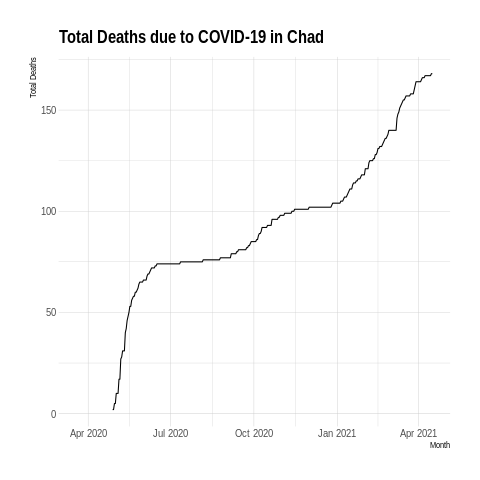 Total Deaths due to COVID-19 in Chad
Total Deaths
150
100
50
0
Apr 2020 Jul 2020 Oct 2020 Jan 2021 Apr 2021
Month